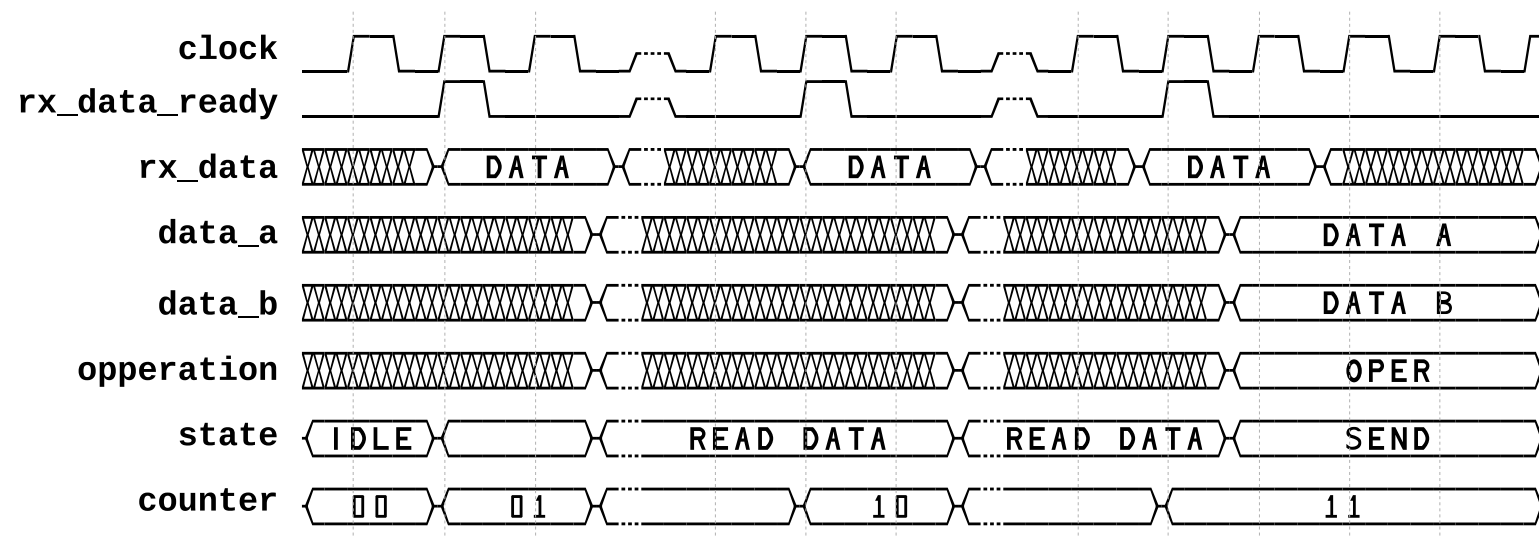 clock
rx_data_ready
rx_data DATA DATA DATA
data_a DATA A
data_b DATA B
opperation OPER
state IDLE READ DATA READ DATA SEND
counter 00 01 10 11